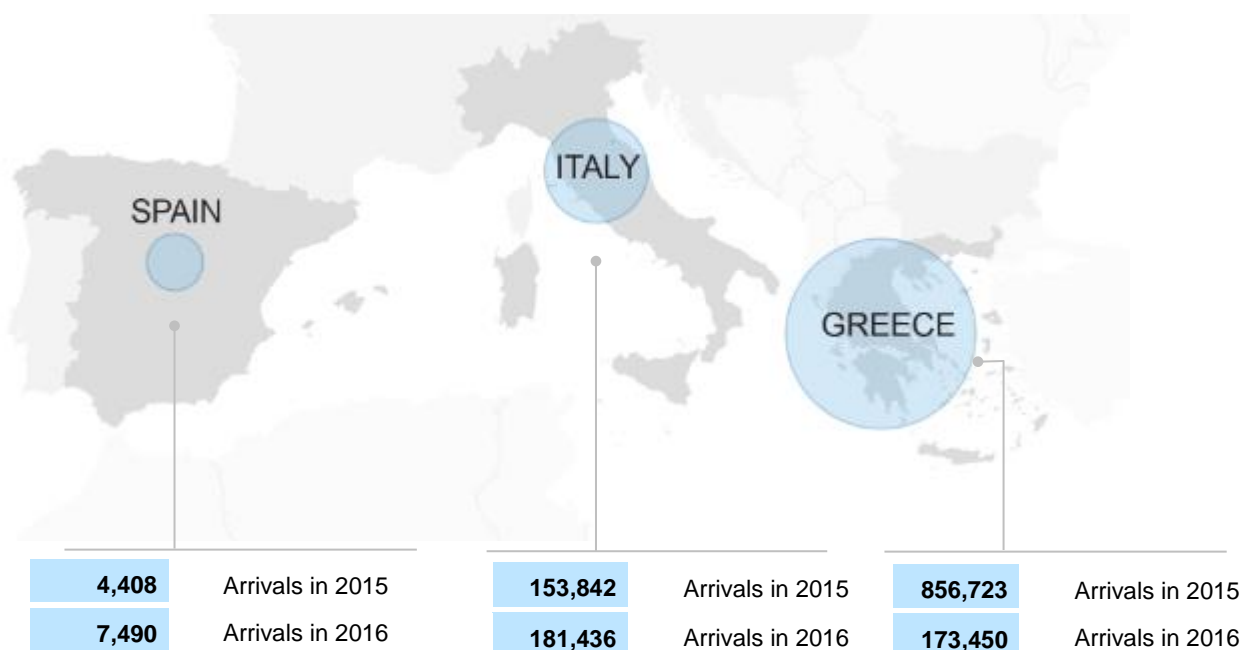 ITALY
SPAIN
GREECE
4,408 Arrivals in 2015
7,490 Arrivals in 2016
153,842 Arrivals in 2015
181,436 Arrivals in 2016
856,723 Arrivals in 2015
173,450 Arrivals in 2016